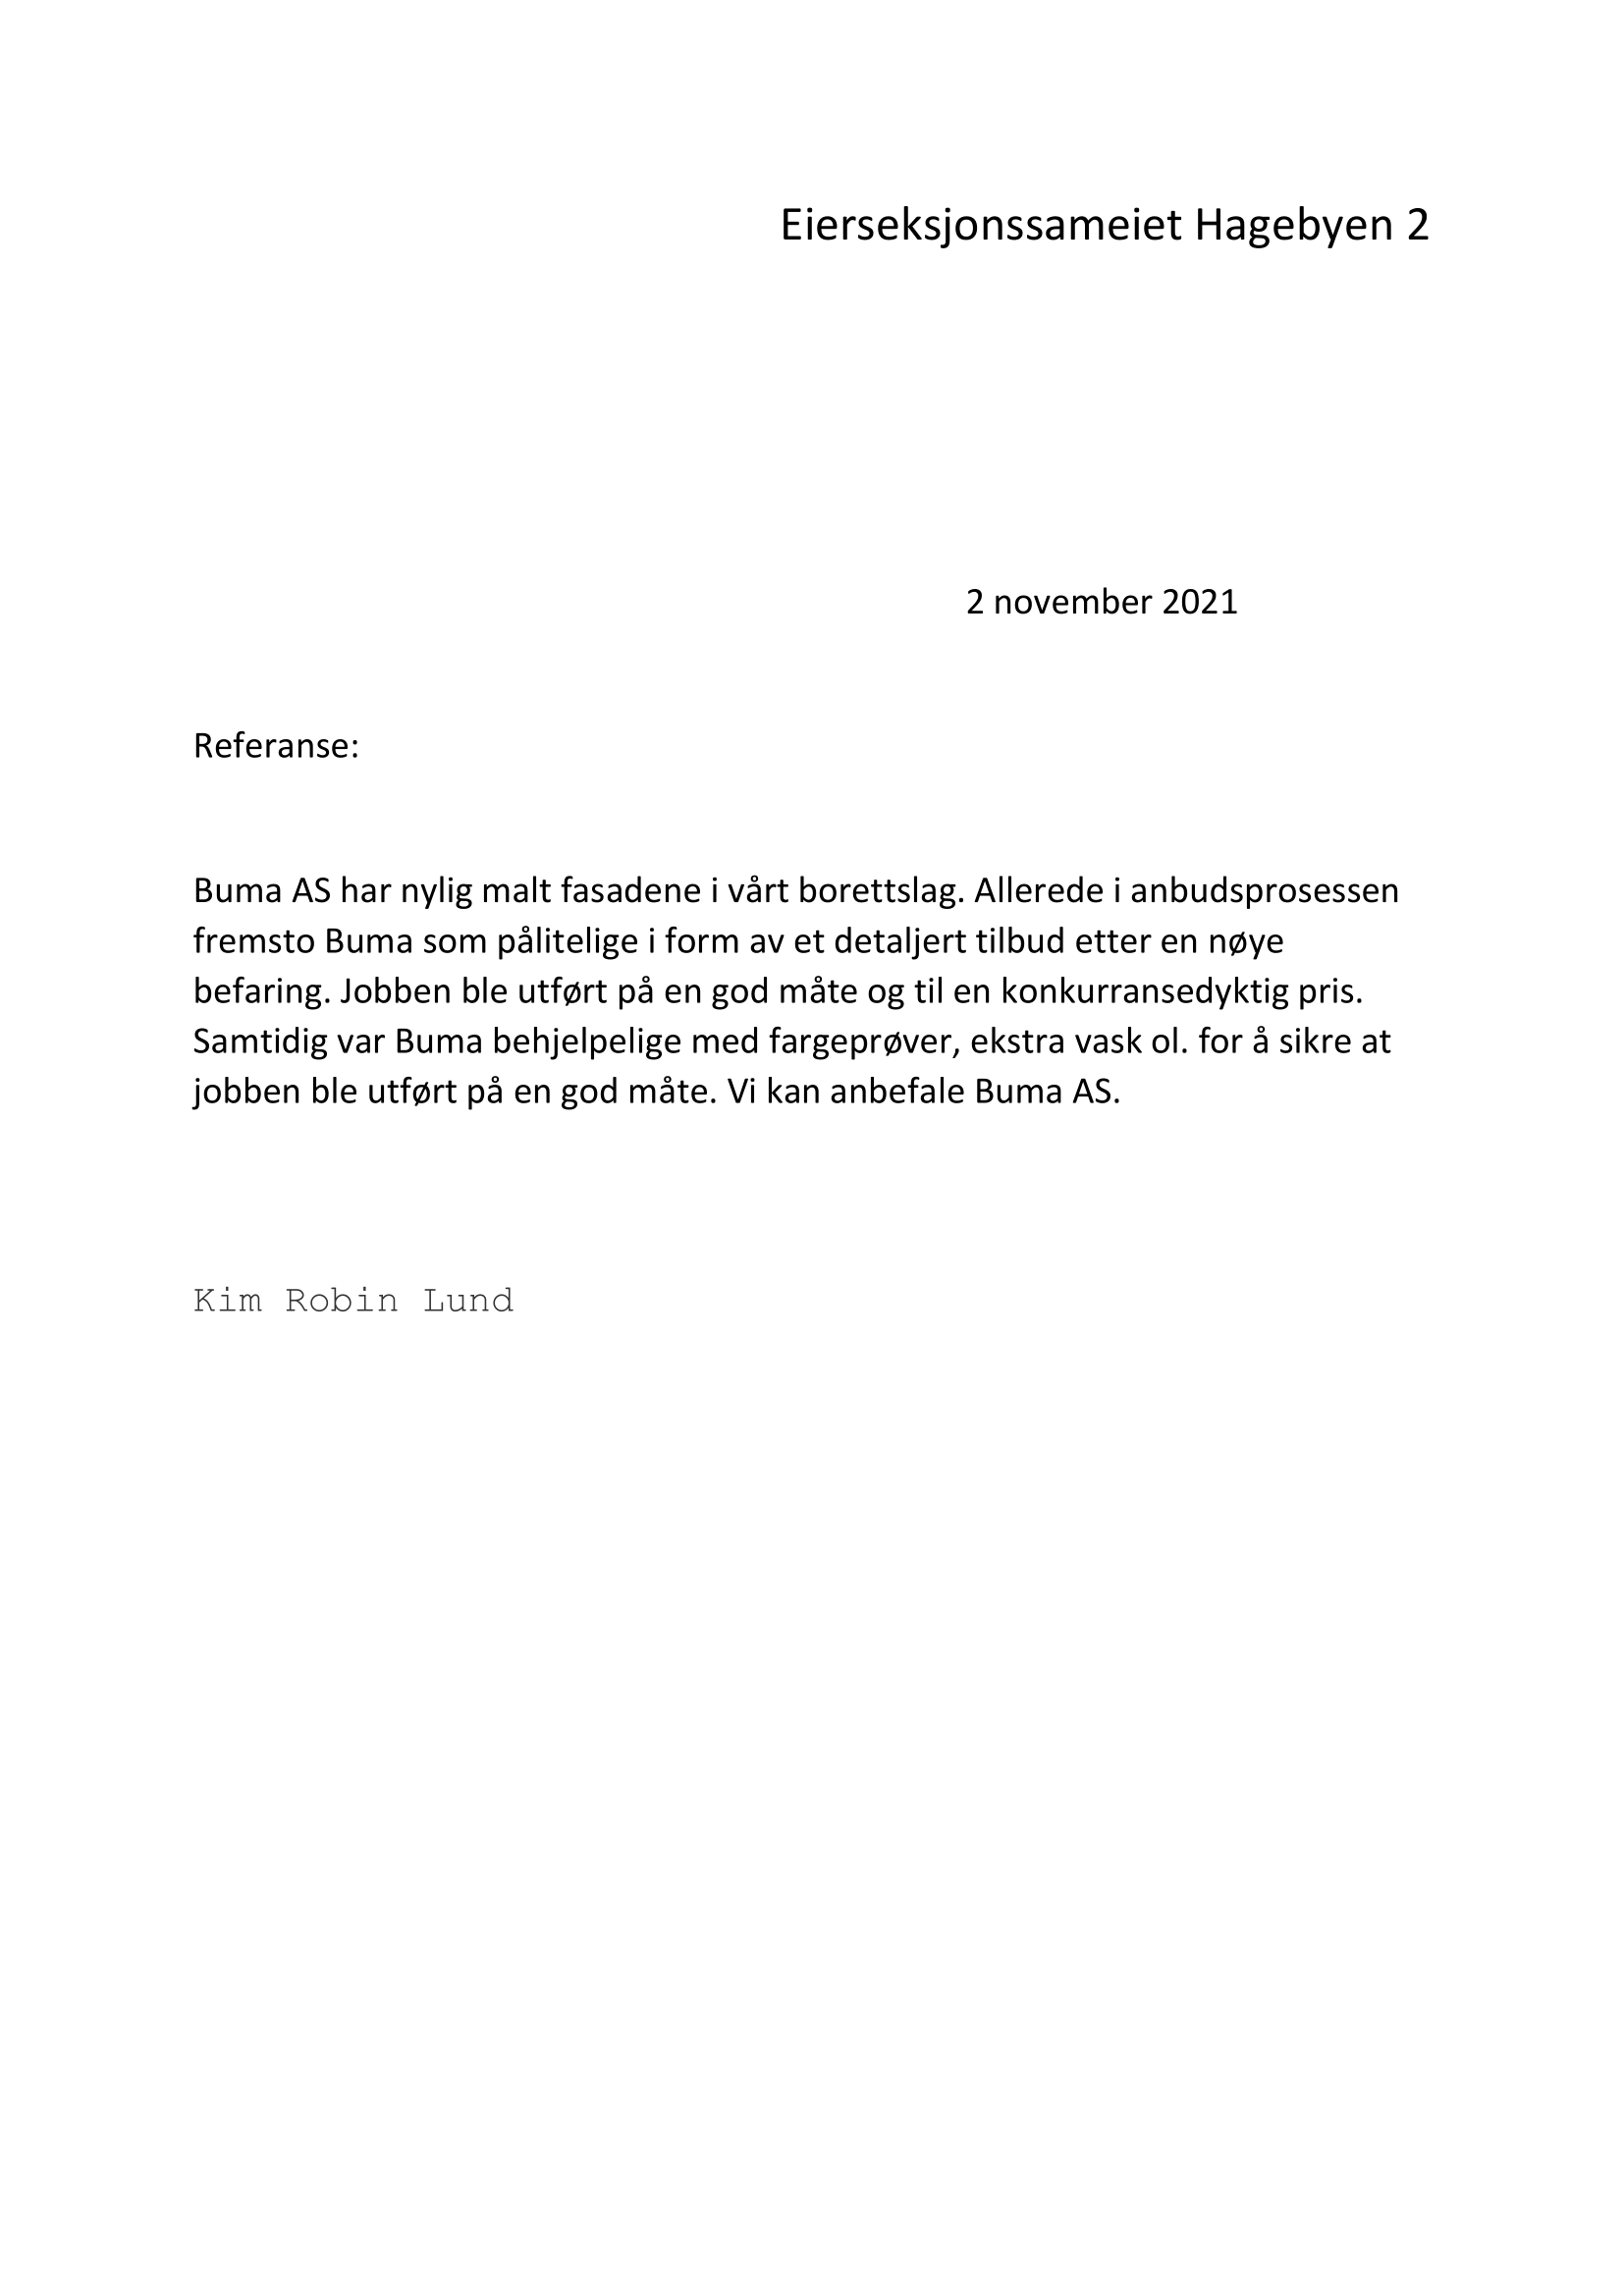 Eierseksjonssameiet Hagebyen 2
2 november 2021
Referanse:
Buma AS har nylig malt fasadene i vårt borettslag. Allerede i anbudsprosessen
fremsto Buma som pålitelige i form av et detaljert tilbud etter en nøye
befaring. Jobben ble utført på en god måte og til en konkurransedyktig pris.
Samtidig var Buma behjelpelige med fargeprøver, ekstra vask ol. for å sikre at
jobben ble utført på en god måte. Vi kan anbefale Buma AS.
Kim Robin Lund